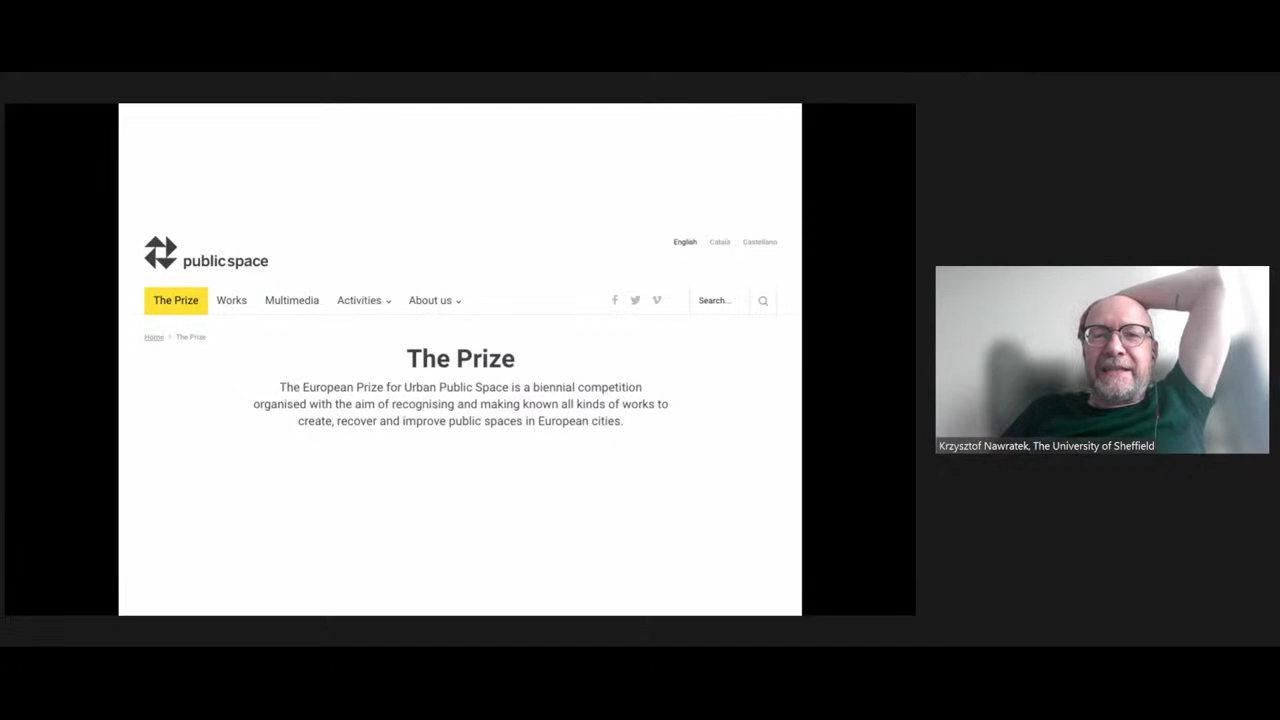 English Català Castellano
public space
The Prize Works Multimedia Activities About us Search...
Home The Prize
The Prize
The European Prize for Urban Public Space is a biennial competition
organised with the aim of recognising and making known all kinds of works to
create, recover and improve public spaces in European cities.
Krzysztof Nawratek, The University of Sheffield